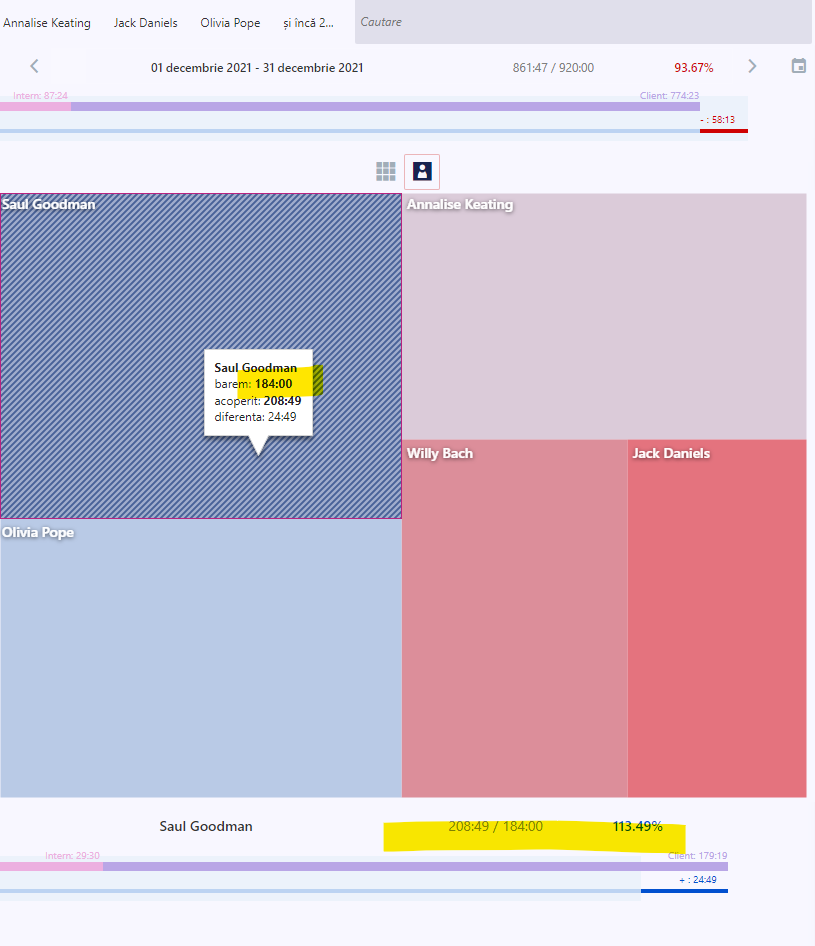 Annalise Keating Jack Daniels Olivia Pope și încă 2... Cautare
01 decembrie 2021 - 31 decembrie 2021 861:47 / 920:00 93.67%
Intern: 87:24 Client: 774:23
- : 58:13
Saul Goodman Annalise Keating
Saul Goodman
barem: 184:00
acoperit: 208:49
diferenta: 24:49
Willy Bach Jack Daniels
Olivia Pope
Saul Goodman 208:49 / 184:00 113.49%
Intern: 29:30 Client: 179:19
+ : 24:49